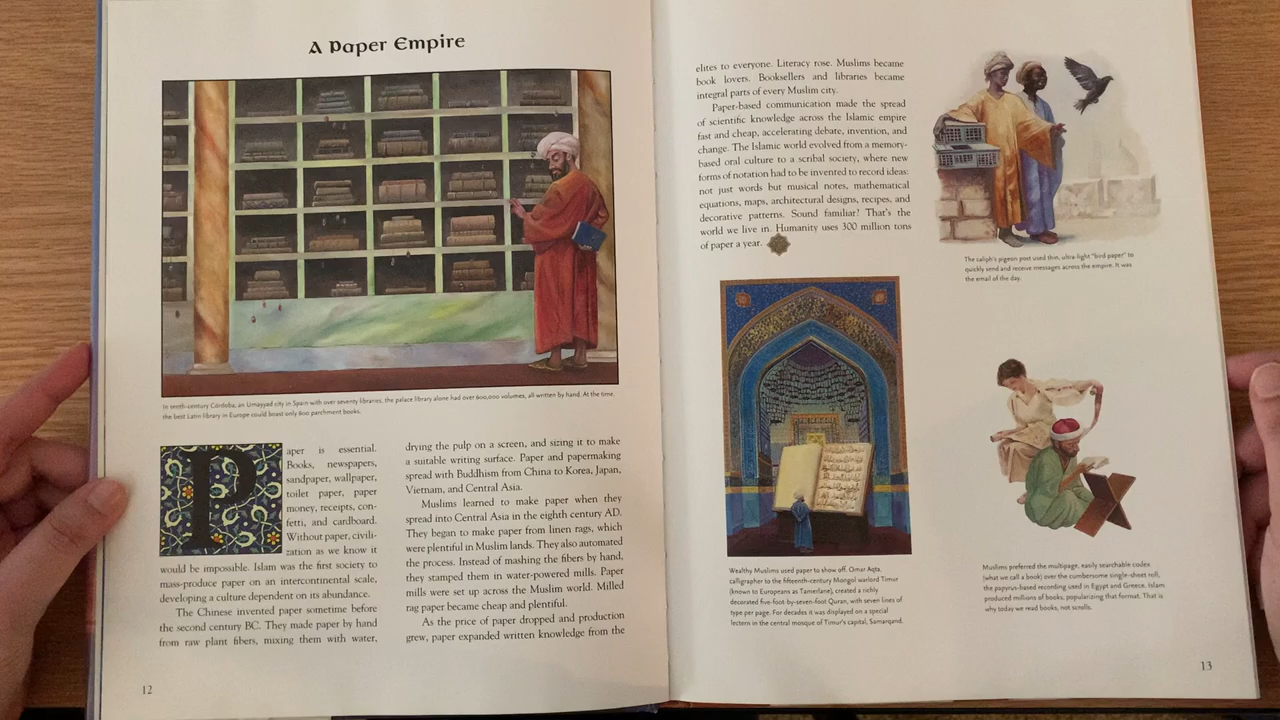 A Paper Empire
In tenth-century Córdoba, an Umayyad city in Spain with over seventy libraries, the palace library alone had over 600,000 volumes, all written by hand. At the time,
the best Latin library in Europe could boast only 600 parchment books.
Paper is essential.
Books, newspapers,
sandpaper, wallpaper,
toilet paper, paper
money, receipts, con-
fetti, and cardboard.
Without paper, civili-
zation as we know it
would be impossible. Islam was the first society to
mass-produce paper on an intercontinental scale,
developing a culture dependent on its abundance.
The Chinese invented paper sometime before
the second century BC. They made paper by hand
from raw plant fibers, mixing them with water,
drying the pulp on a screen, and sizing it to make
a suitable writing surface. Paper and papermaking
spread with Buddhism from China to Korea, Japan,
Vietnam, and Central Asia.
Muslims learned to make paper when they
spread into Central Asia in the eighth century AD.
They began to make paper from linen rags, which
were plentiful in Muslim lands. They also automated
the process. Instead of mashing the fibers by hand,
they stamped them in water-powered mills. Paper
mills were set up across the Muslim world. Milled
rag paper became cheap and plentiful.
As the price of paper dropped and production
grew, paper expanded written knowledge from the
12
elites to everyone. Literacy rose. Muslims became
book lovers. Booksellers and libraries became
integral parts of every Muslim city.
Paper-based communication made the spread
of scientific knowledge across the Islamic empire
fast and cheap, accelerating debate, invention, and
change. The Islamic world evolved from a memory-
based oral culture to a scribal society, where new
forms of notation had to be invented to record ideas:
not just words but musical notes, mathematical
equations, maps, architectural designs, recipes, and
decorative patterns. Sound familiar? That's the
world we live in. Humanity uses 300 million tons
of paper a year.
The caliph's pigeon post used thin, ultra-light "bird paper" to
quickly send and receive messages across the empire. It was
the email of the day.
Wealthy Muslims used paper to show off. Omar Aqta,
calligrapher to the fifteenth-century Mongol warlord Timur
(known to Europeans as Tamerlane), created a richly
decorated five-foot-by-seven-foot Quran, with seven lines of
type per page. For decades it was displayed on a special
lectern in the central mosque of Timur's capital, Samarqand.
Muslims preferred the multipage, easily searchable codex
(what we call a book) over the cumbersome single-sheet roll,
the papyrus-based recording used in Egypt and Greece. Islam
produced millions of books, popularizing that format. That is
why today we read books, not scrolls.
13